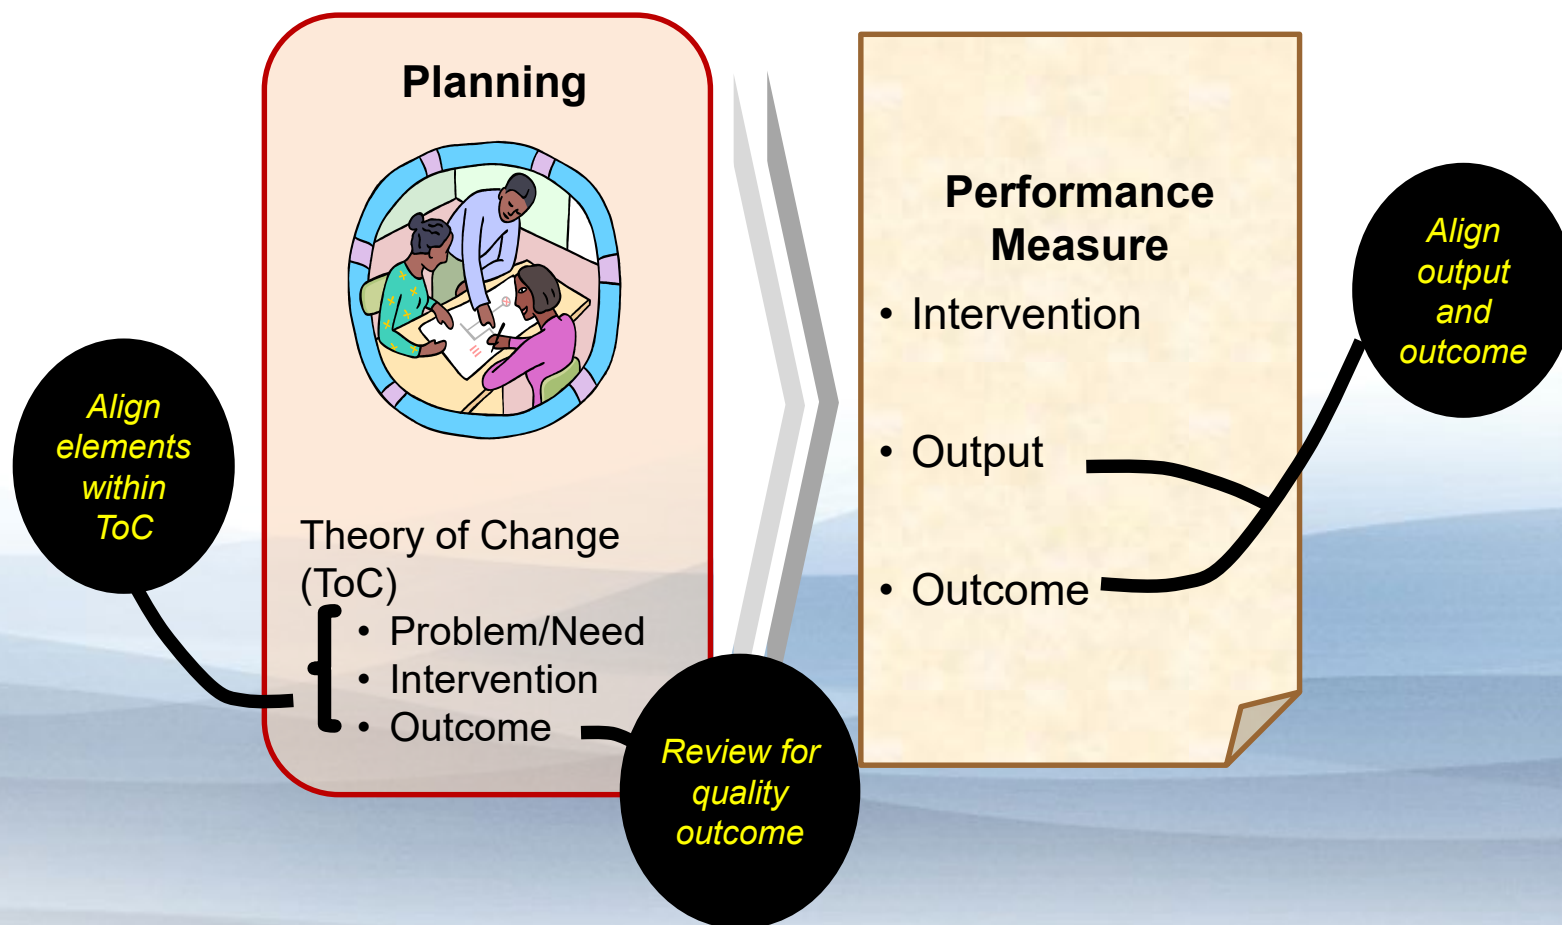 Planning
Theory of Change
(ToC)
• Problem/Need
• Intervention
• Outcome
Align
elements
within
ToC
Review for
quality
outcome
Performance
Measure
• Intervention
• Output
• Outcome
Align
output
and
outcome